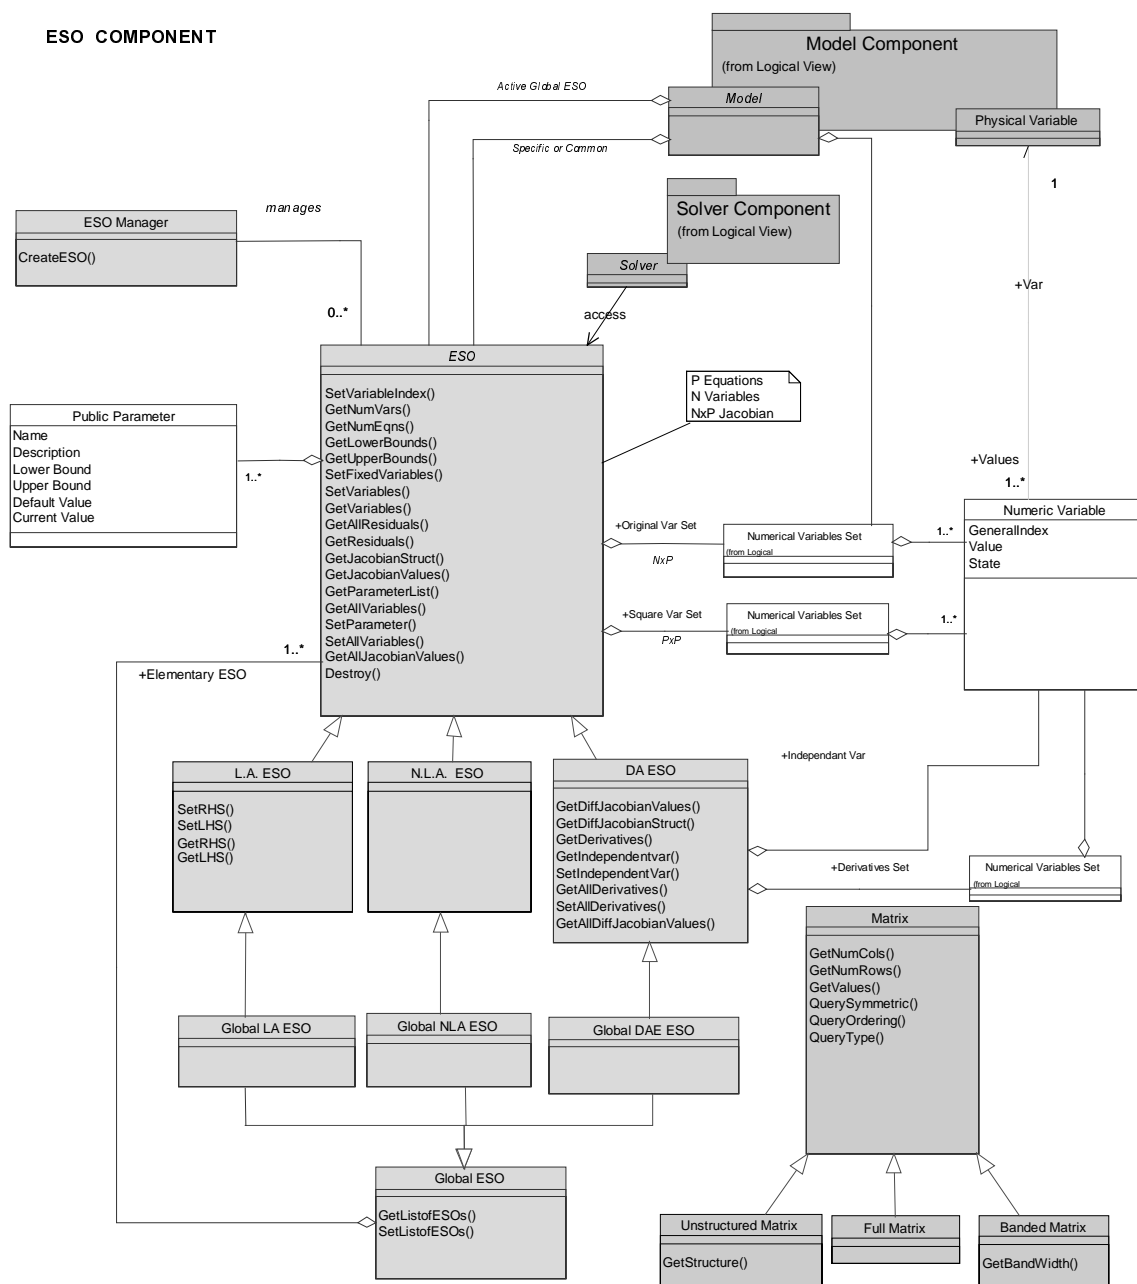 ESO COMPONENT
Model Component
(from Logical View)
Active Global ESO
Model
Physical Variable
Specific or Common
1
manages
Solver Component
(from Logical View)
ESO Manager
CreateESO()
Solver
+Var
access
0..*
ESO
SetVariableIndex()
GetNumVars()
GetNumEqns()
GetLowerBounds()
GetUpperBounds()
SetFixedVariables()
SetVariables()
GetVariables()
GetAllResiduals()
GetResiduals()
GetJacobianStruct()
GetJacobianValues()
GetParameterList()
GetAllVariables()
SetParameter()
SetAllVariables()
GetAllJacobianValues()
Destroy()
P Equations
N Variables
NxP Jacobian
Public Parameter
Name
Description
Lower Bound
Upper Bound
Default Value
Current Value
1..*
+Values
1..*
Numeric Variable
GeneralIndex
Value
State
+Original Var Set
NxP
Numerical Variables Set
(from Logical
1..*
+Square Var Set
PxP
Numerical Variables Set
(from Logical
1..*
1..*
+Elementary ESO
+Independant Var
L.A. ESO
SetRHS()
SetLHS()
GetRHS()
GetLHS()
N.L.A. ESO
DA ESO
GetDiffJacobianValues()
GetDiffJacobianStruct()
GetDerivatives()
GetIndependentvar()
SetIndependentVar()
GetAllDerivatives()
SetAllDerivatives()
GetAllDiffJacobianValues()
+Derivatives Set
Numerical Variables Set
(from Logical
Matrix
GetNumCols()
GetNumRows()
GetValues()
QuerySymmetric()
QueryOrdering()
QueryType()
Global LA ESO
Global NLA ESO
Global DAE ESO
Global ESO
GetListofESOs()
SetListofESOs()
Unstructured Matrix
GetStructure()
Full Matrix
Banded Matrix
GetBandWidth()